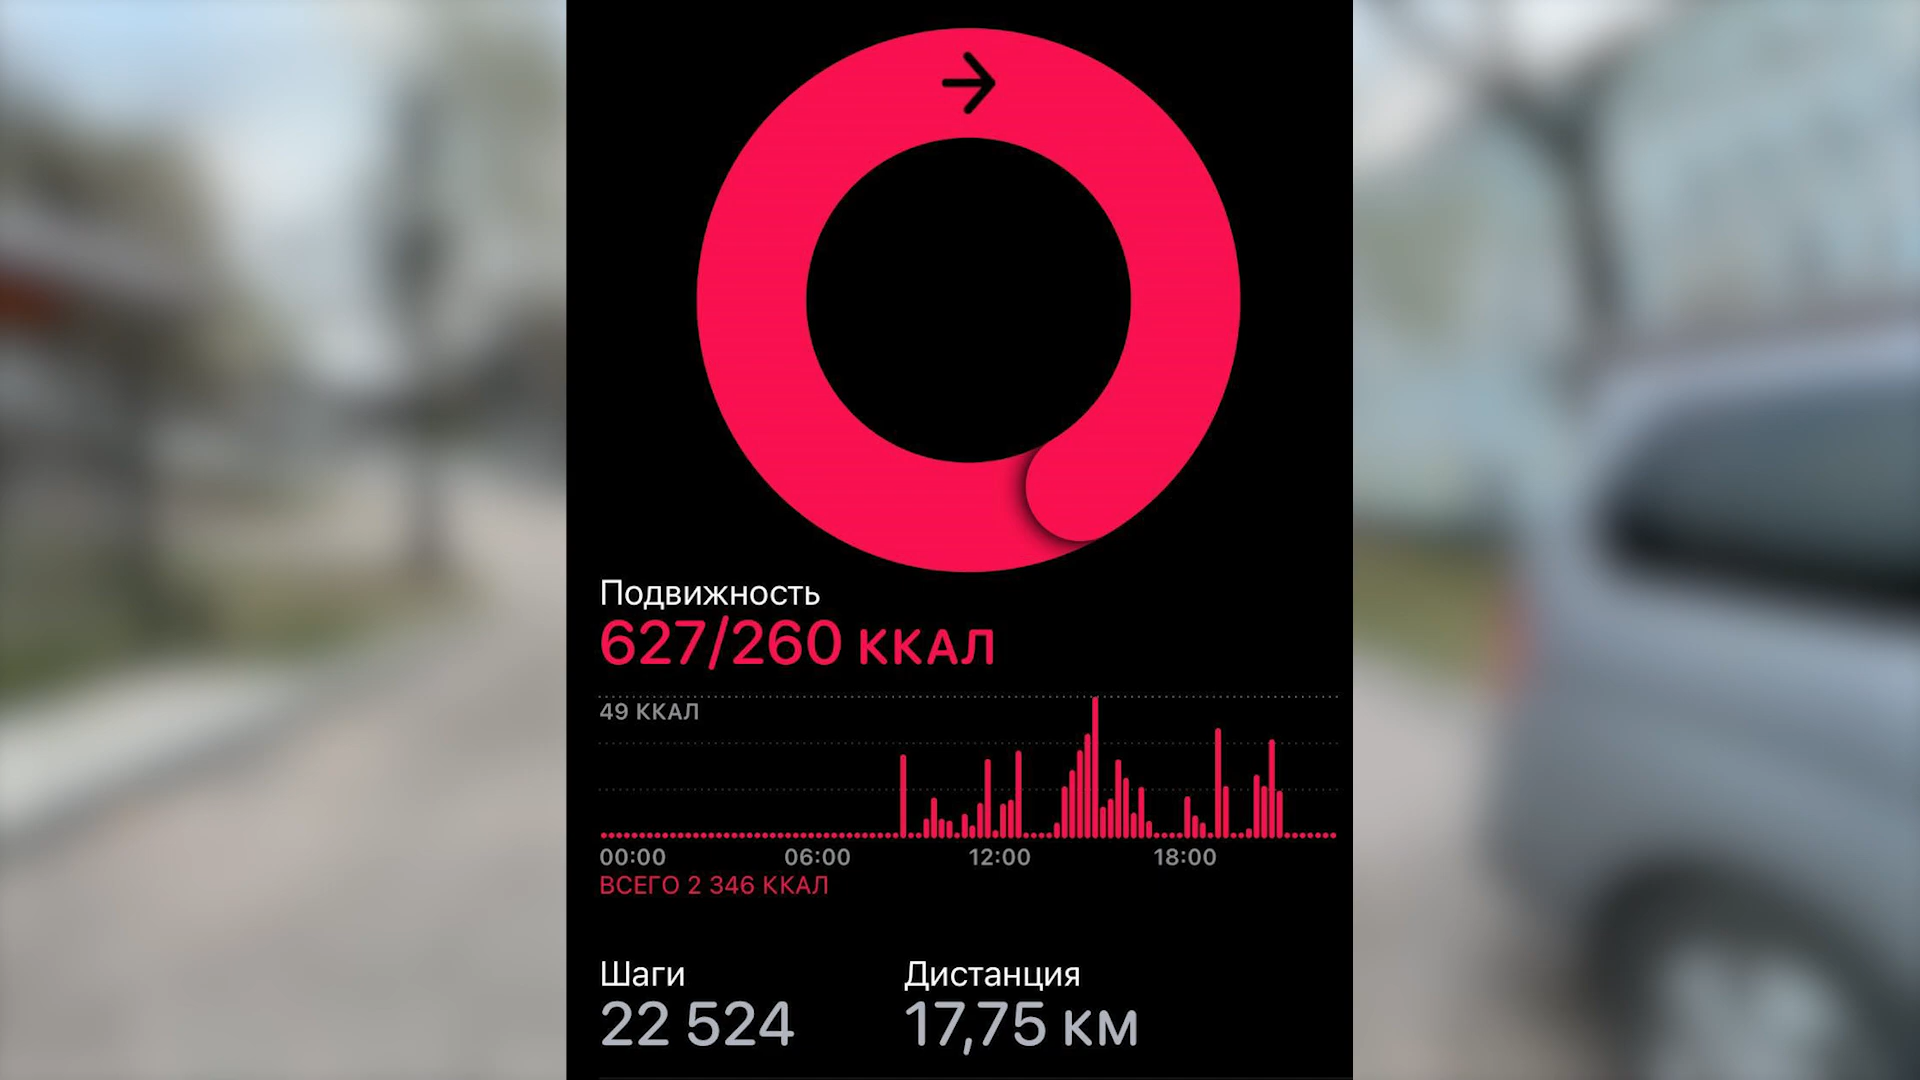 Подвижность
627/260 ККАЛ
49 ККАЛ
00:00 06:00 12:00 18:00
ВСЕГО 2 346 ККАЛ
Шаги Дистанция
22 524 17,75 КМ